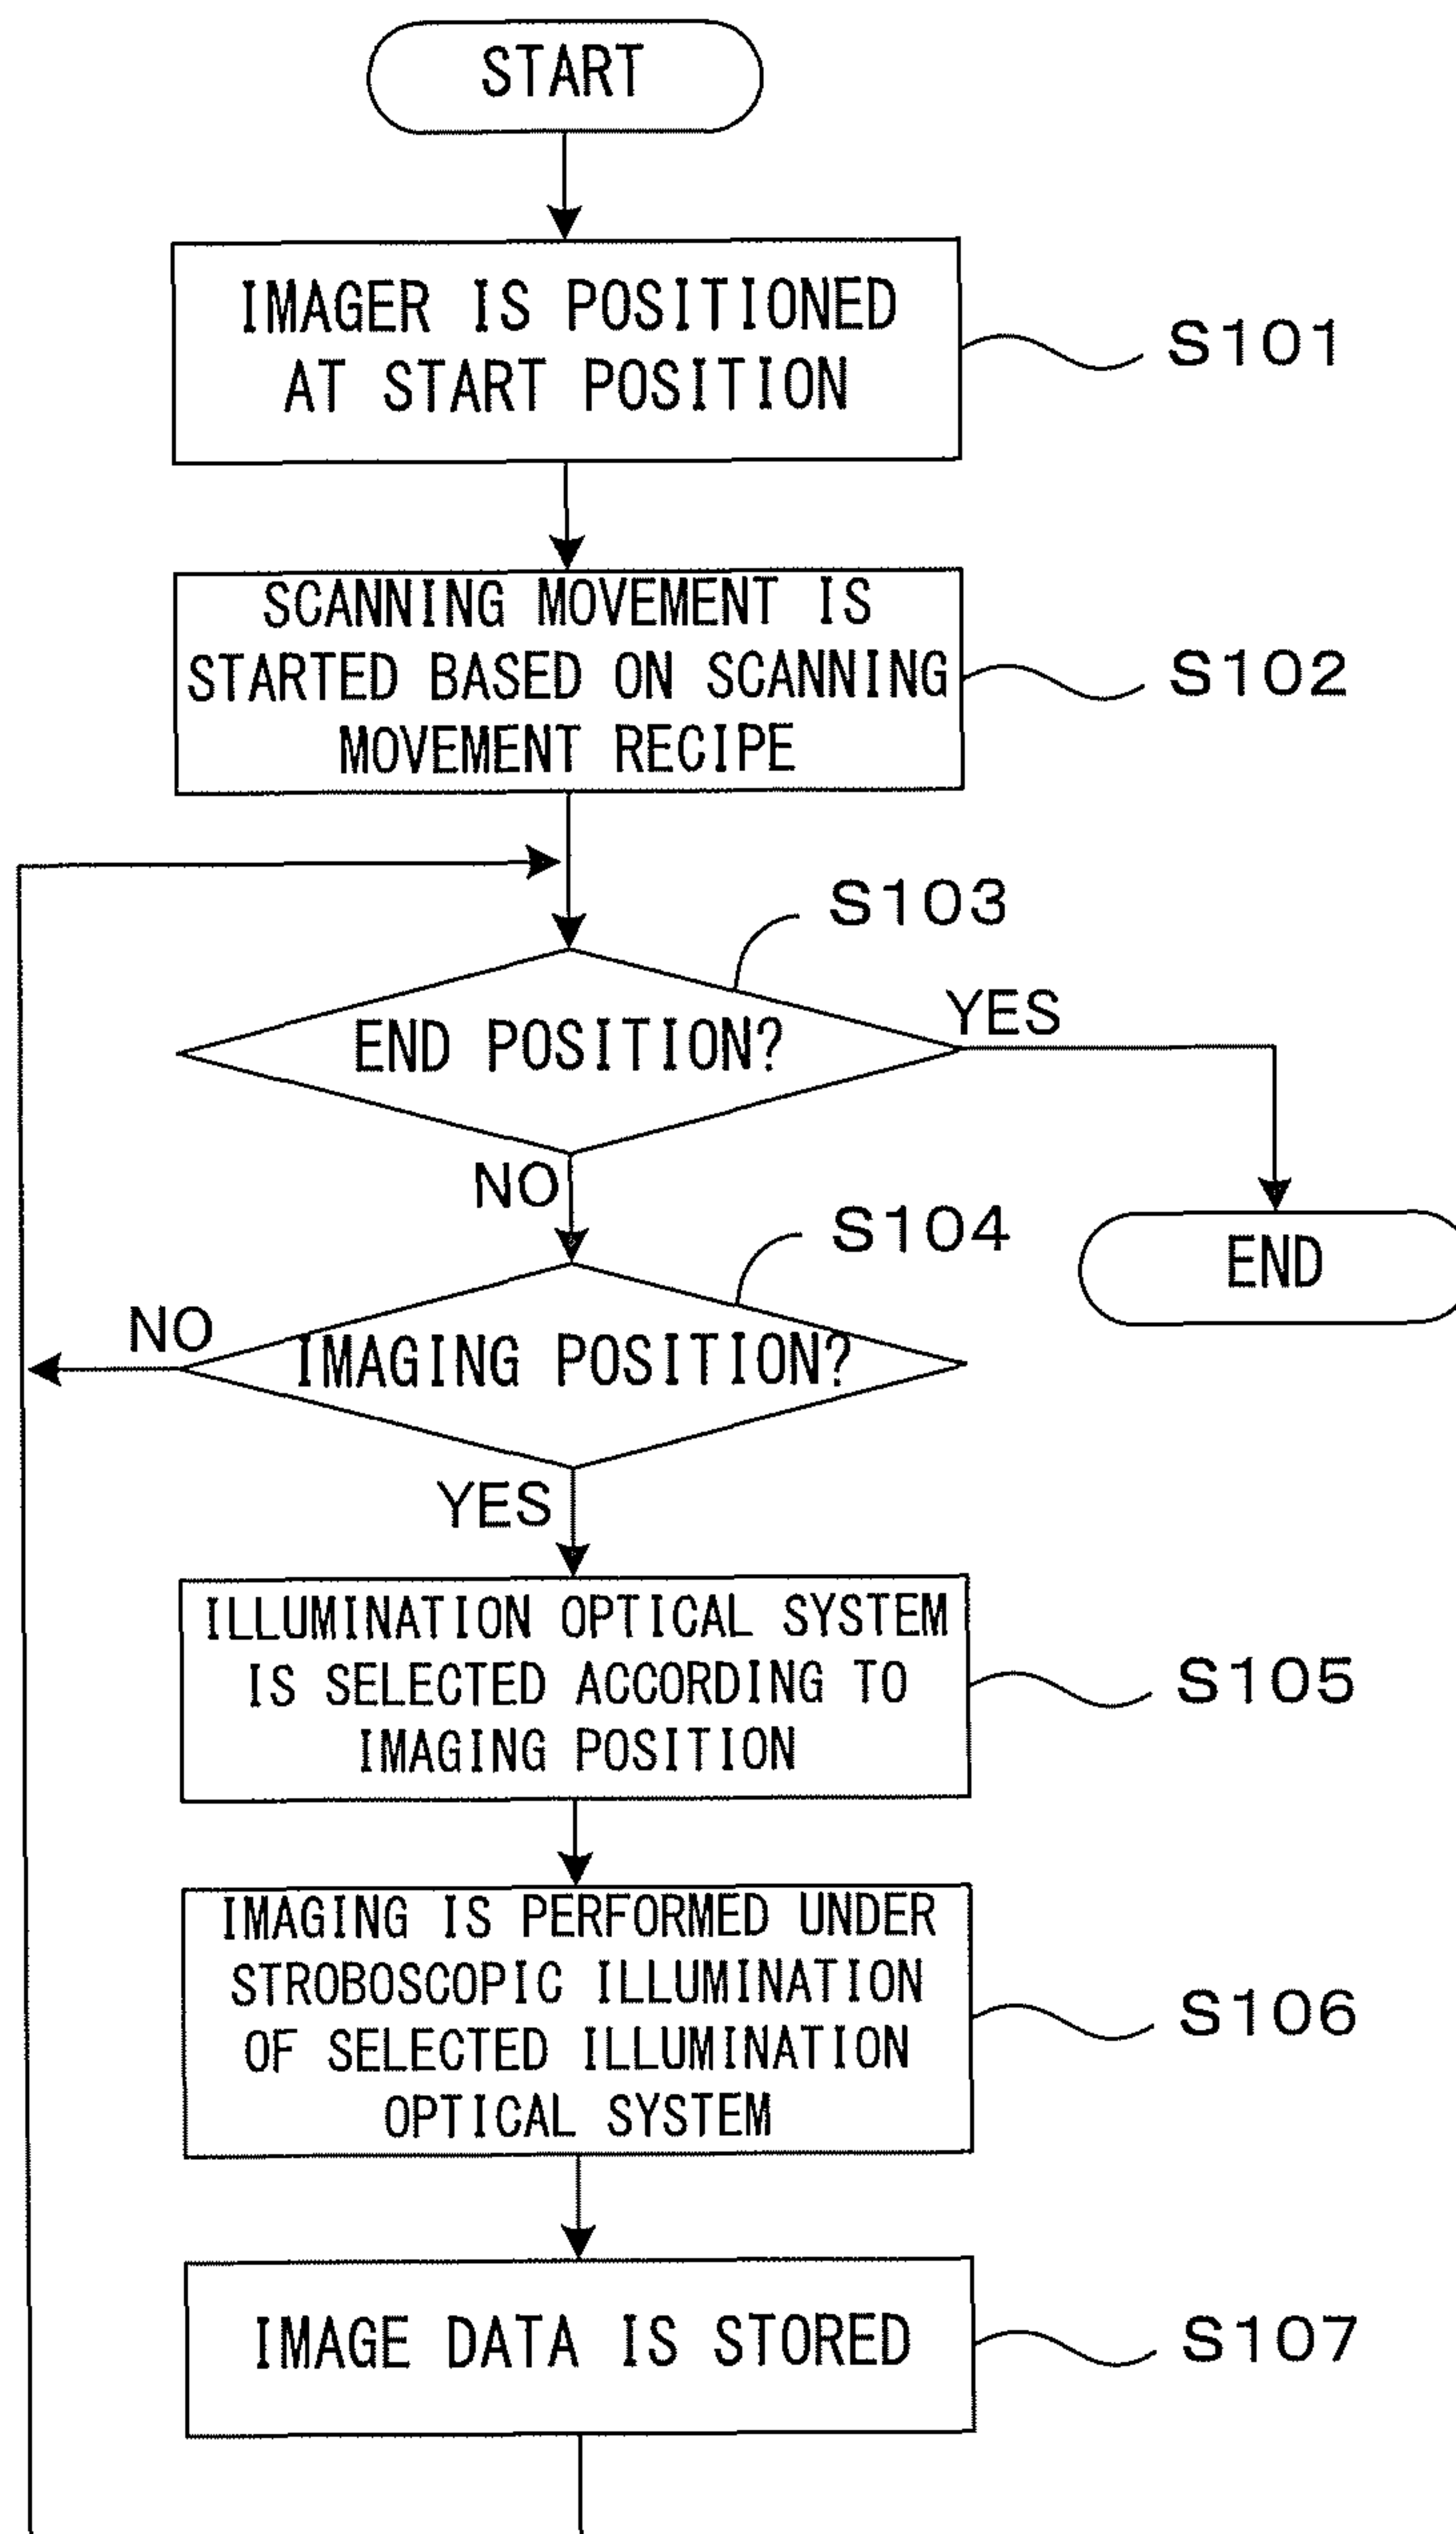 START
IMAGER IS POSITIONED
AT START POSITION
S101
SCANNING MOVEMENT IS
STARTED BASED ON SCANNING
MOVEMENT RECIPE
S102
S103
END POSITION?
YES
NO
END
S104
IMAGING POSITION?
NO
YES
ILLUMINATION OPTICAL SYSTEM
IS SELECTED ACCORDING TO
IMAGING POSITION
S105
IMAGING IS PERFORMED UNDER
STROBOSCOPIC ILLUMINATION
OF SELECTED ILLUMINATION
OPTICAL SYSTEM
S106
IMAGE DATA IS STORED
S107